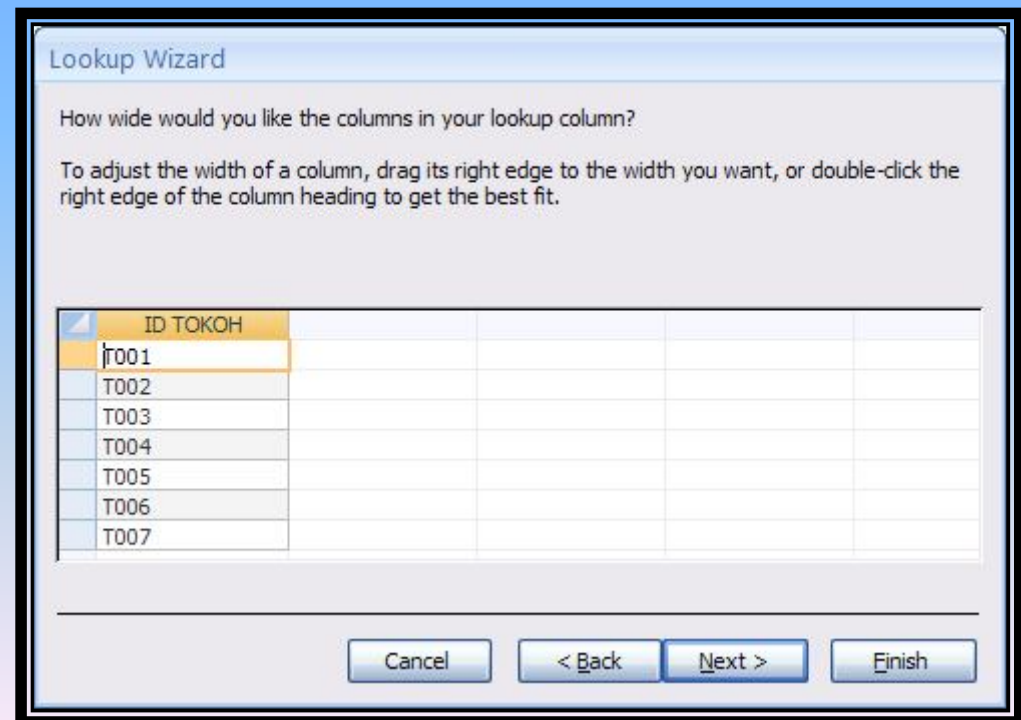 Lookup Wizard
How wide would you like the columns in your lookup column?
To adjust the width of a column, drag its right edge to the width you want, or double-click the
right edge of the column heading to get the best fit.
ID TOKOH
T001
T002
T003
T004
T005
T006
T007
Cancel < Back Next > Finish